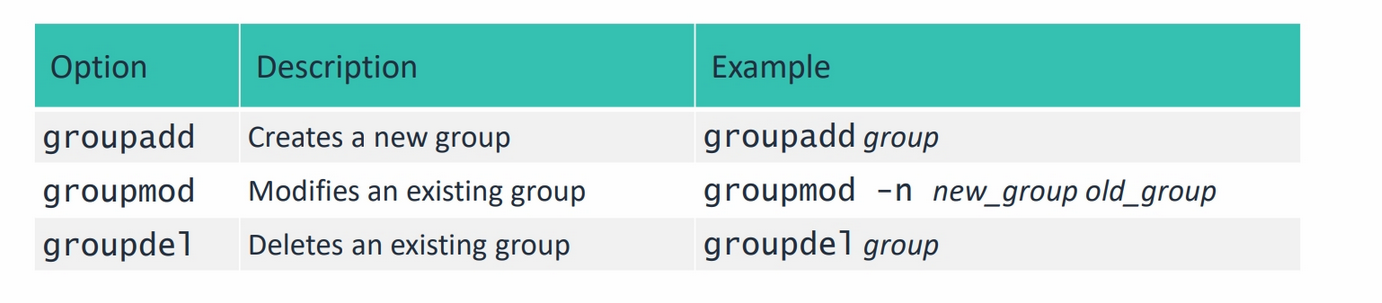 Option Description Example
groupadd Creates a new group groupadd group
groupmod Modifies an existing group groupmod -n new_group old_group
groupdel Deletes an existing group groupdel group